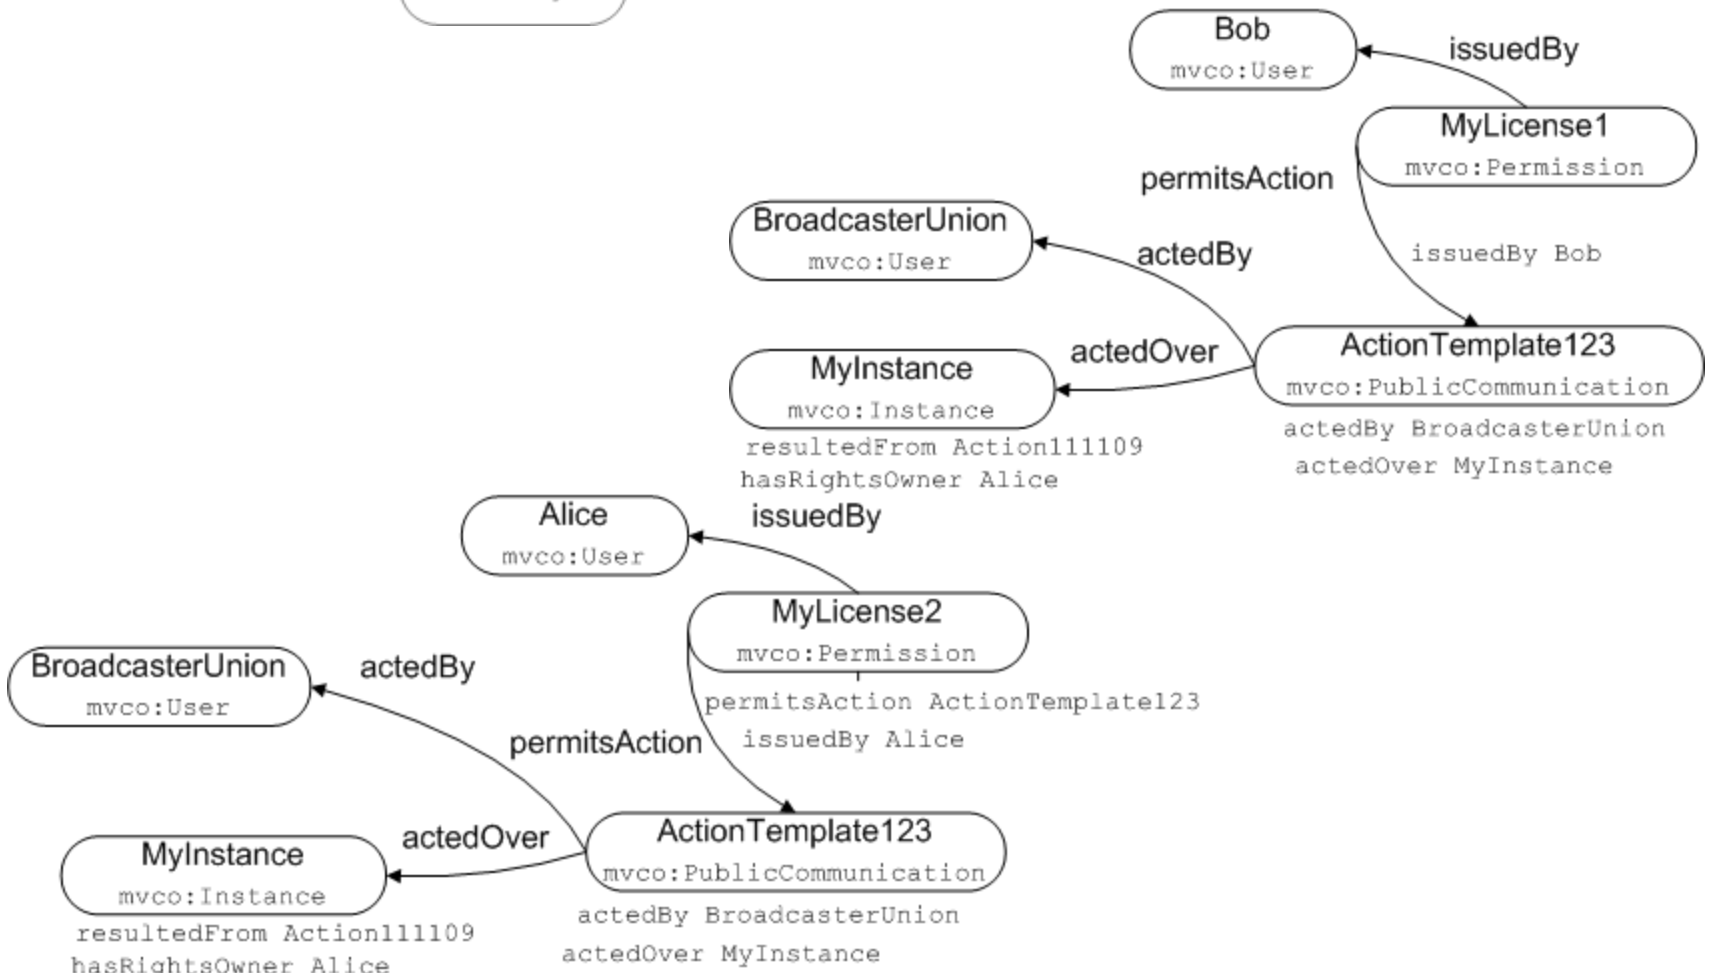 Bob
mvco:User
issuedBy
MyLicense1
mvco:Permission
permitsAction
issuedBy Bob
BroadcasterUnion
mvco:User
actedBy
actedOver
MyInstance
mvco:Instance
resultedFrom Action111109
hasRightsOwner Alice
ActionTemplate123
mvco:PublicCommunication
actedBy BroadcasterUnion
actedOver MyInstance
Alice
mvco:User
issuedBy
MyLicense2
mvco:Permission
permitsAction ActionTemplate123
issuedBy Alice
BroadcasterUnion
mvco:User
actedBy
permitsAction
actedOver
MyInstance
mvco:Instance
resultedFrom Action111109
hasRightsOwner Alice
ActionTemplate123
mvco:PublicCommunication
actedBy BroadcasterUnion
actedOver MyInstance